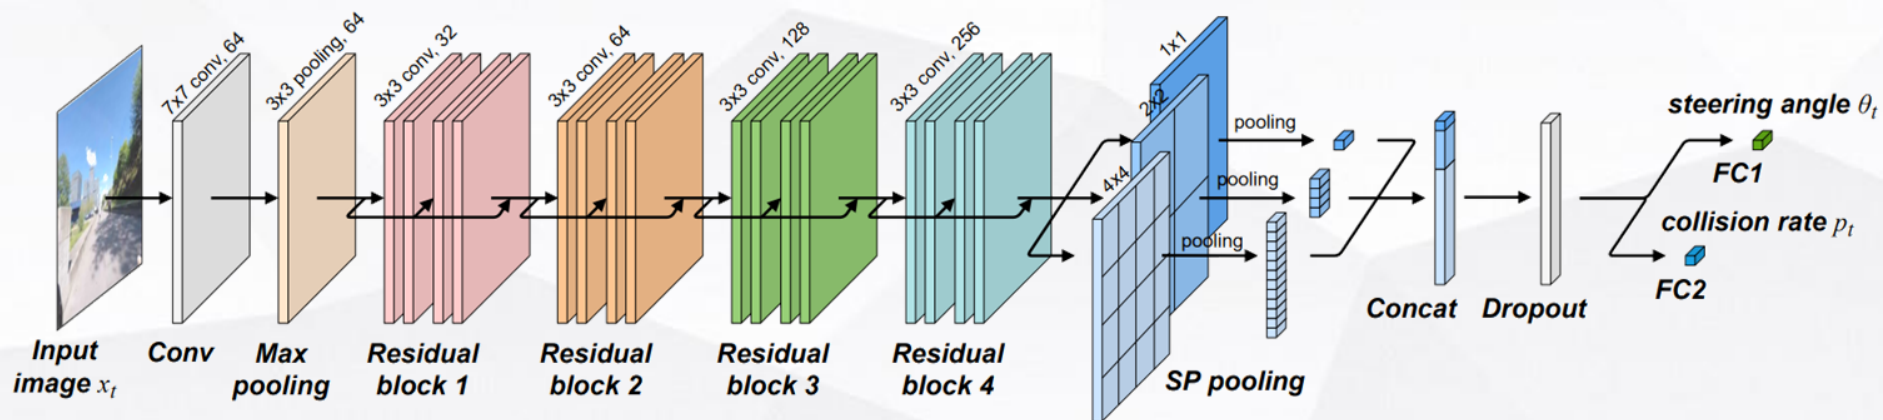 7x7 conv, 64
3x3 pooling, 64
3x3 conv, 32
3x3 conv, 64
3x3 conv, 128
3x3 conv, 256
1x1
2x2
4x4
pooling
pooling
pooling
steering angle θt
FC1
collision rate pt
FC2
Input
image xt
Conv
Max
pooling
Residual
block 1
Residual
block 2
Residual
block 3
Residual
block 4
SP pooling
Concat
Dropout